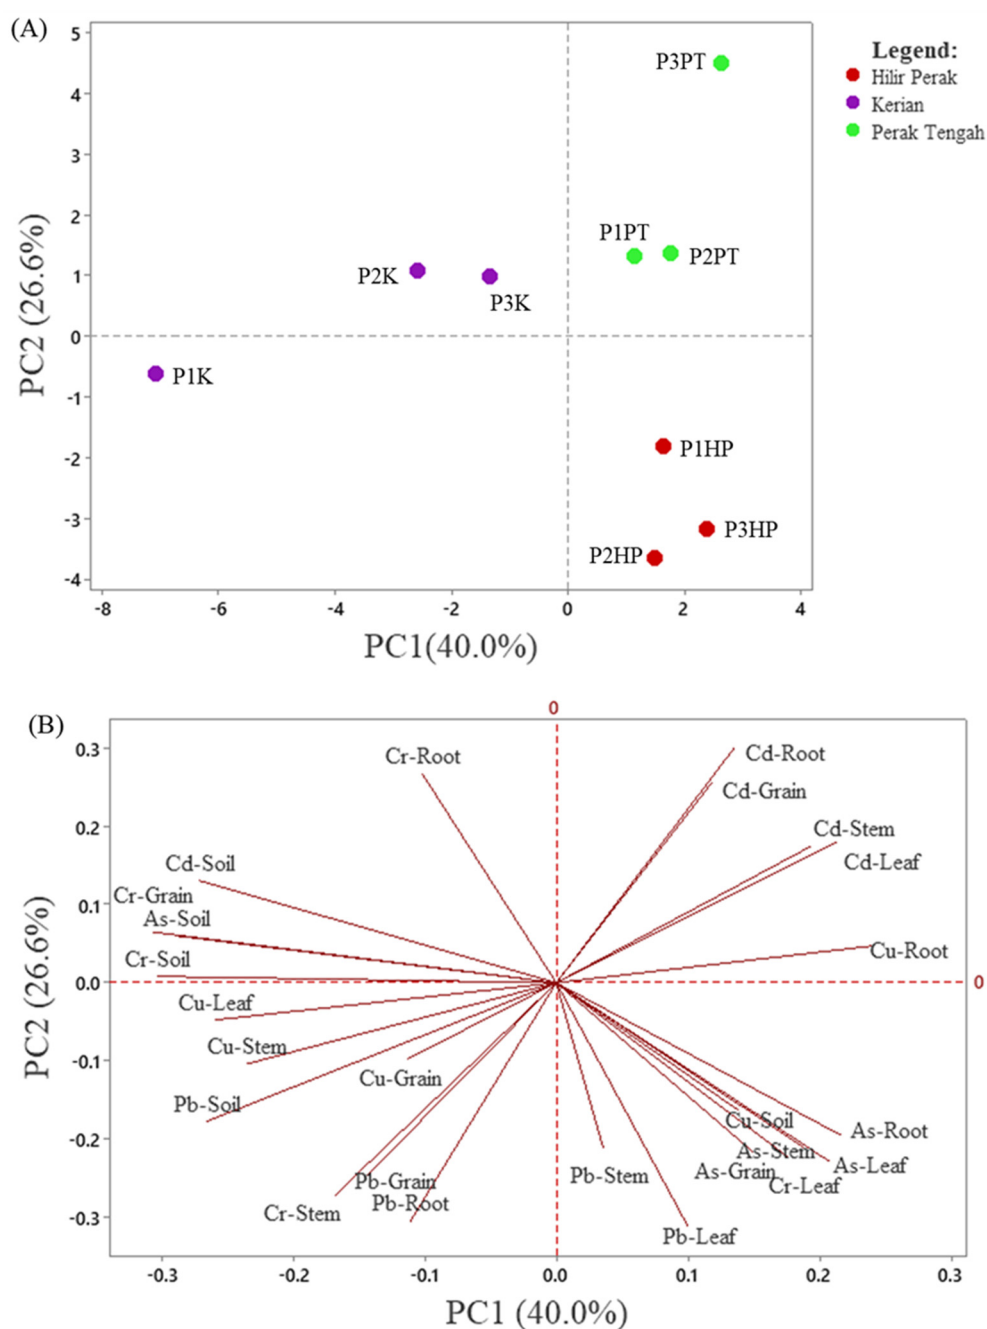 (A)
5
4
3
2
1
0
-1
-2
-3
-4
PC2 (26.6%)
P3PT
P1PT
P2PT
P2K
P3K
P1K
P1HP
P3HP
P2HP
-8 -6 -4 -2 0 2 4
PC1(40.0%)
Legend:
Hilir Perak
Kerian
Perak Tengah
(B)
0
0.3
0.2
0.1
0.0
-0.1
-0.2
-0.3
PC2 (26.6%)
Cr-Root
Cd-Root
Cd-Grain
Cd-Stem
Cd-Leaf
Cd-Soil
Cr-Grain
As-Soil
Cr-Soil
Cu-Root
0
Cu-Leaf
Cu-Stem
Cu-Grain
Pb-Soil
Cu-Soil
As-Root
As-Stem
As-Leaf
As-Grain
Cr-Leaf
Pb-Stem
Pb-Grain
Pb-Root
Cr-Stem
Pb-Leaf
-0.3 -0.2 -0.1 0.0 0.1 0.2 0.3
PC1 (40.0%)